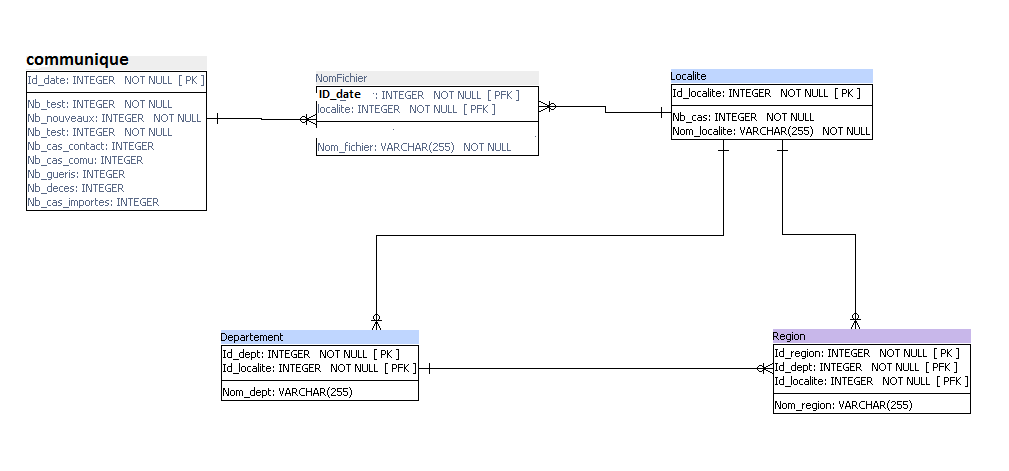 communique
Id_date: INTEGER NOT NULL [ PK ]
Nb_test: INTEGER NOT NULL
Nb_nouveaux: INTEGER NOT NULL
Nb_test: INTEGER NOT NULL
Nb_cas_contact: INTEGER
Nb_cas_comu: INTEGER
Nb_gueris: INTEGER
Nb_deces: INTEGER
Nb_cas_importes: INTEGER
NomFichier
ID_date : INTEGER NOT NULL [ PFK ]
localite: INTEGER NOT NULL [ PFK ]
Nom_fichier: VARCHAR(255) NOT NULL
Localite
Id_localite: INTEGER NOT NULL [ PK ]
Nb_cas: INTEGER NOT NULL
Nom_localite: VARCHAR(255) NOT NULL
Departement
Id_dept: INTEGER NOT NULL [ PK ]
Id_localite: INTEGER NOT NULL [ PFK ]
Nom_dept: VARCHAR(255)
Region
Id_region: INTEGER NOT NULL [ PK ]
Id_dept: INTEGER NOT NULL [ PFK ]
Id_localite: INTEGER NOT NULL [ PFK ]
Nom_region: VARCHAR(255)